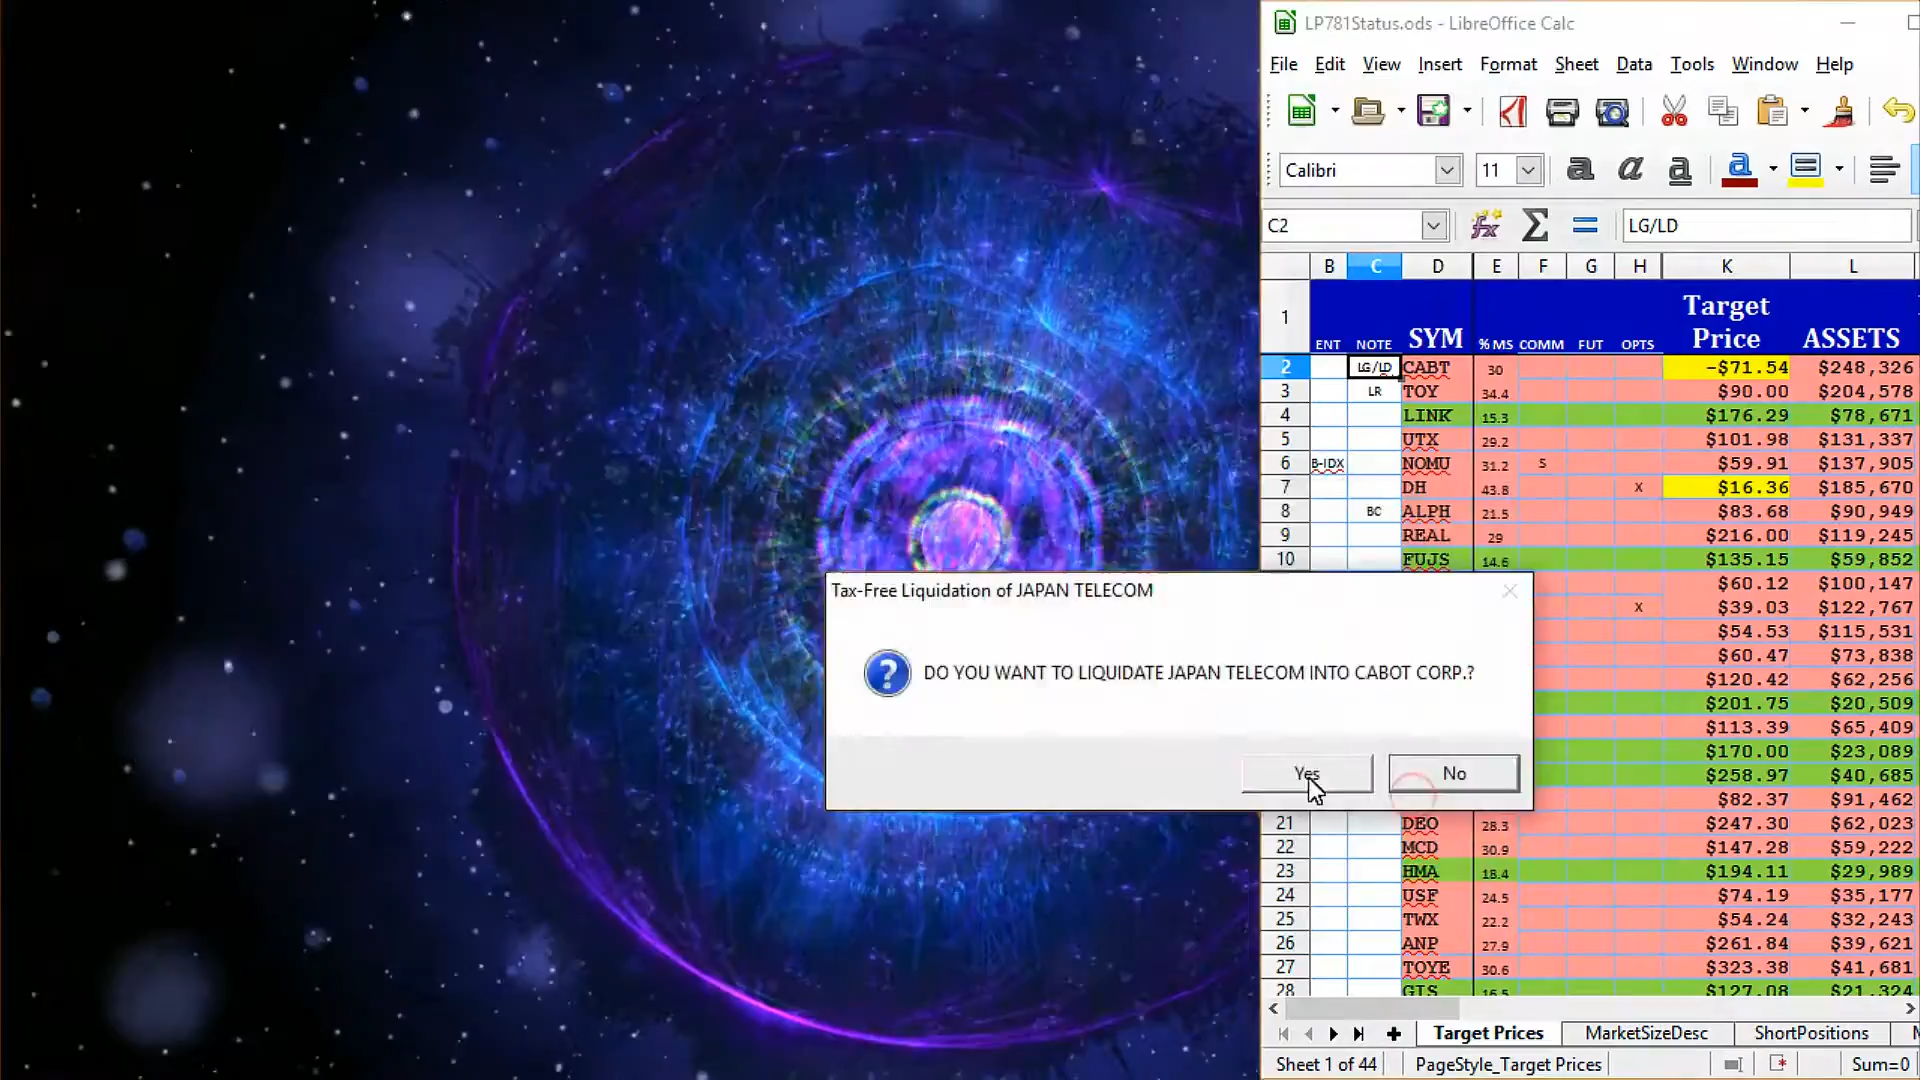 LP781Status.ods - LibreOffice Calc
File Edit View Insert Format Sheet Data Tools Window Help
Calibri 11 a a a a
C2 fx Σ = LG/LD
B C D E F G H K L
1 ENT NOTE SYM % MS COMM FUT OPTS Target Price ASSETS
2 LG/LD CABT 30 -$71.54 $248,326
3 LR TOY 34.4 $90.00 $204,578
4 LINK 15.3 $176.29 $78,671
5 UTX 29.2 $101.98 $131,337
6 B-IDX NOMU 31.2 S $59.91 $137,905
7 DH 43.8 X $16.36 $185,670
8 BC ALPH 21.5 $83.68 $90,949
9 REAL 29 $216.00 $119,245
10 FUJS 14.6 $135.15 $59,852
$60.12 $100,147
X $39.03 $122,767
$54.53 $115,531
$60.47 $73,838
$120.42 $62,256
$201.75 $20,509
$113.39 $65,409
$170.00 $23,089
$258.97 $40,685
$82.37 $91,462
21 DEO 28.3 $247.30 $62,023
22 MCD 30.9 $147.28 $59,222
23 HMA 18.4 $194.11 $29,989
24 USF 24.5 $74.19 $35,177
25 TWX 22.2 $54.24 $32,243
26 ANP 27.9 $261.84 $39,621
27 TOYE 30.6 $323.38 $41,681
28 GIS 16.5 $127.08 $21,324
Tax-Free Liquidation of JAPAN TELECOM
DO YOU WANT TO LIQUIDATE JAPAN TELECOM INTO CABOT CORP.?
Yes No
Target Prices MarketSizeDesc ShortPositions
Sheet 1 of 44 PageStyle_Target Prices Sum=0